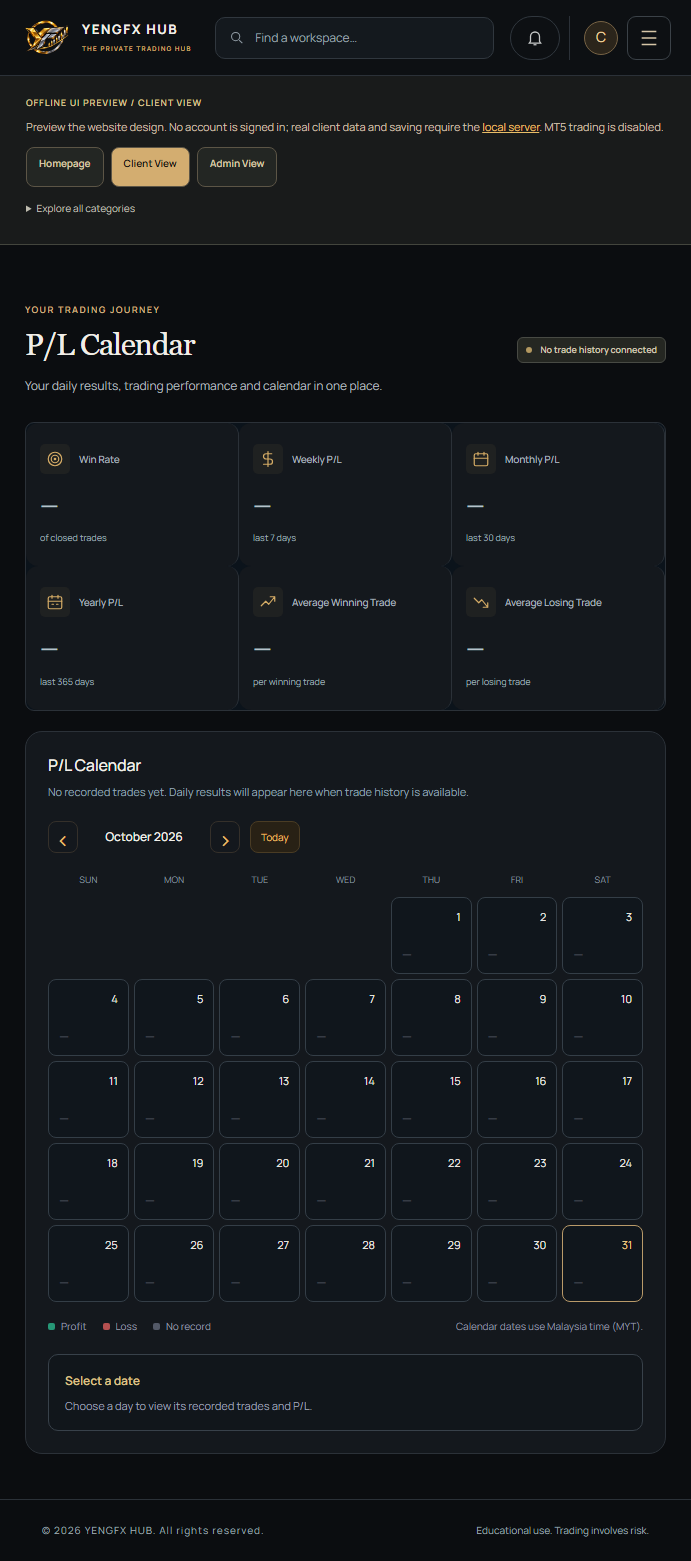 YENGFX HUB
THE PRIVATE TRADING HUB
Find a workspace...
C
OFFLINE UI PREVIEW / CLIENT VIEW
Preview the website design. No account is signed in; real client data and saving require the local server. MT5 trading is disabled.
Homepage
Client View
Admin View
Explore all categories
YOUR TRADING JOURNEY
P/L Calendar
No trade history connected
Your daily results, trading performance and calendar in one place.
Win Rate
Weekly P/L
Monthly P/L
— — —
of closed trades
last 7 days
last 30 days
Yearly P/L
Average Winning Trade
Average Losing Trade
— — —
last 365 days
per winning trade
per losing trade
P/L Calendar
No recorded trades yet. Daily results will appear here when trade history is available.
October 2026
Today
SUN MON TUE WED THU FRI SAT
1 2 3
— — —
4 5 6 7 8 9 10
— — — — — — —
11 12 13 14 15 16 17
— — — — — — —
18 19 20 21 22 23 24
— — — — — — —
25 26 27 28 29 30 31
— — — — — — —
Profit Loss No record
Calendar dates use Malaysia time (MYT).
Select a date
Choose a day to view its recorded trades and P/L.
© 2026 YENGFX HUB. All rights reserved.
Educational use. Trading involves risk.